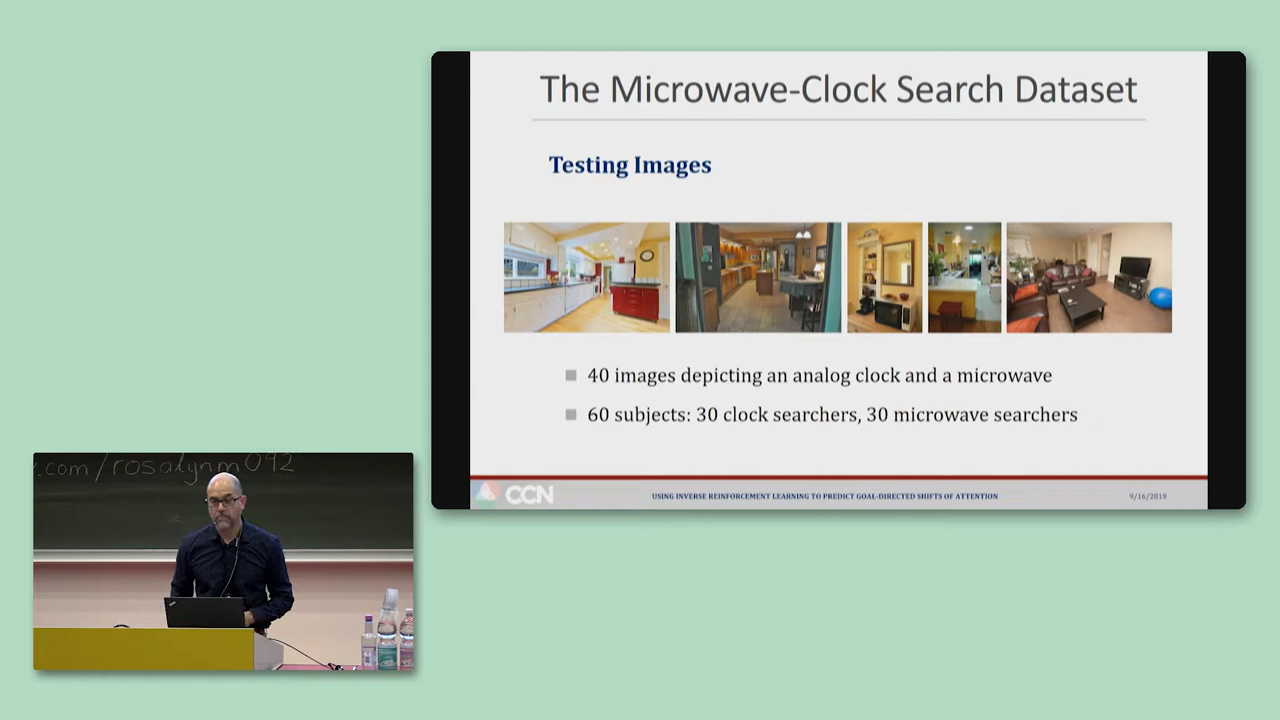 The Microwave-Clock Search Dataset
Testing Images
40 images depicting an analog clock and a microwave
60 subjects: 30 clock searchers, 30 microwave searchers
CCN
USING INVERSE REINFORCEMENT LEARNING TO PREDICT GOAL-DIRECTED SHIFTS OF ATTENTION
9/16/2019
.com/rosalynm092